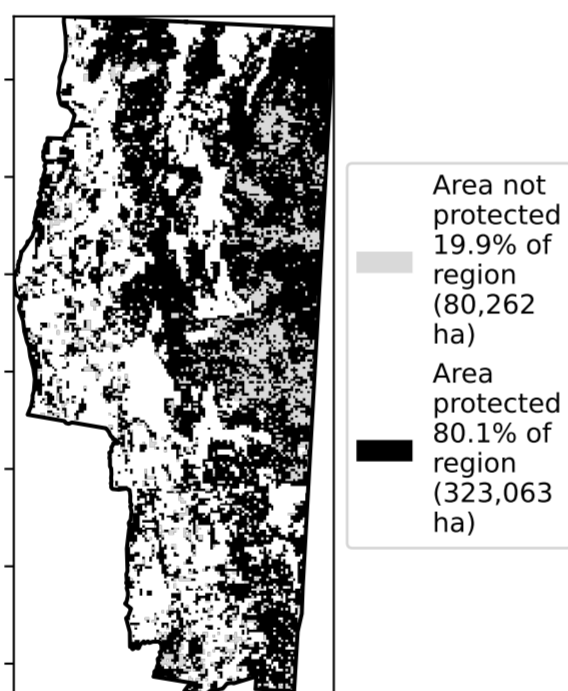 Area not
protected
19.9% of
region
(80,262
ha)
Area
protected
80.1% of
region
(323,063
ha)